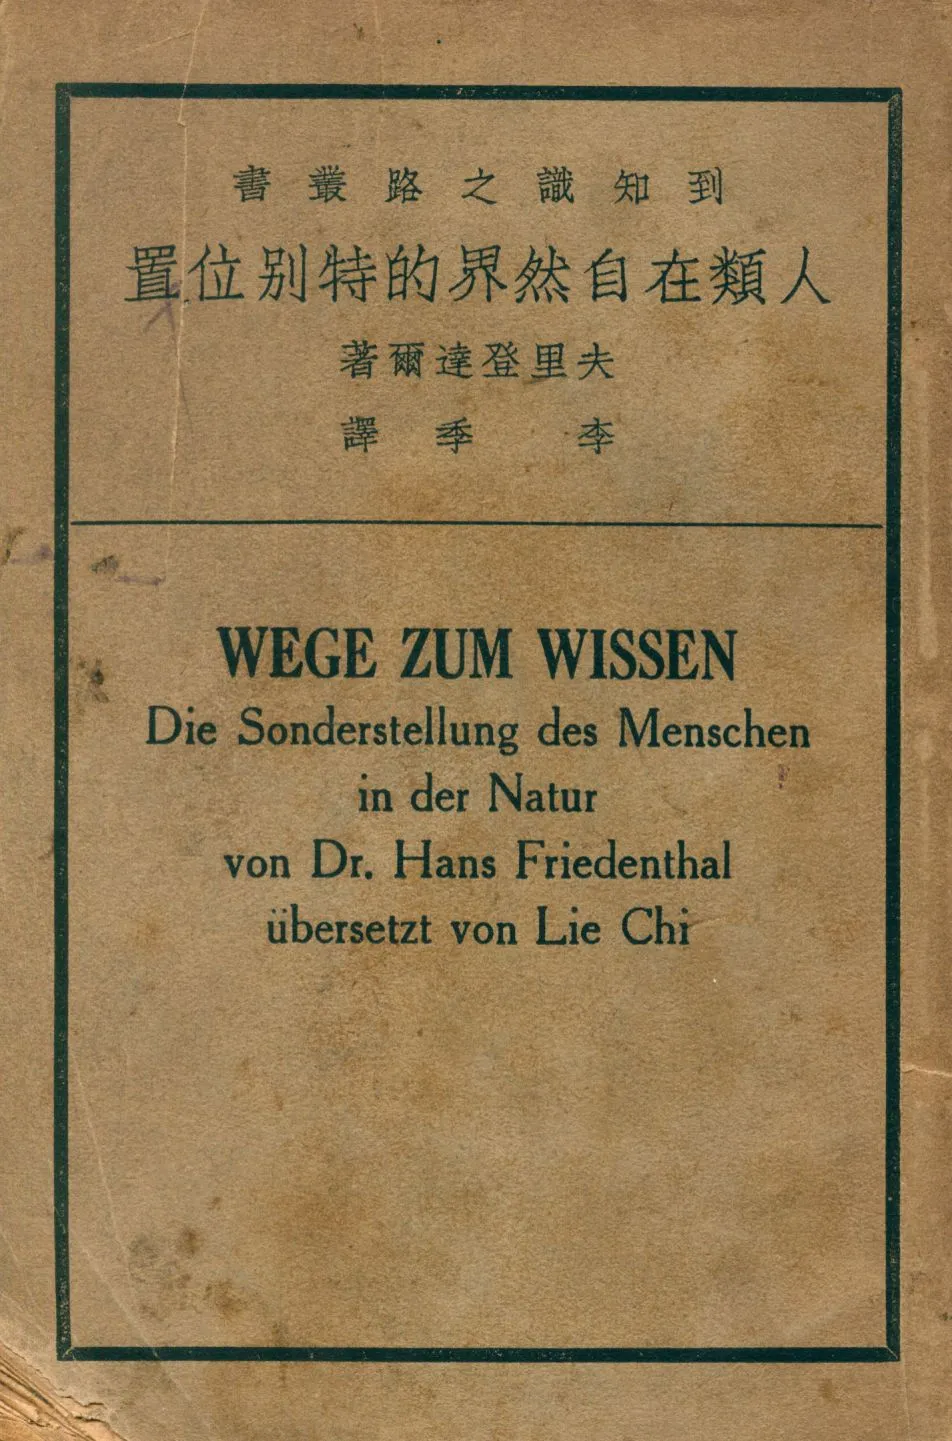 到知識之路叢書
人類在自然界的特別位置
夫里登達爾著
李季譯
WEGE ZUM WISSEN
Die Sonderstellung des Menschen
in der Natur
von Dr. Hans Friedenthal
übersetzt von Lie Chi